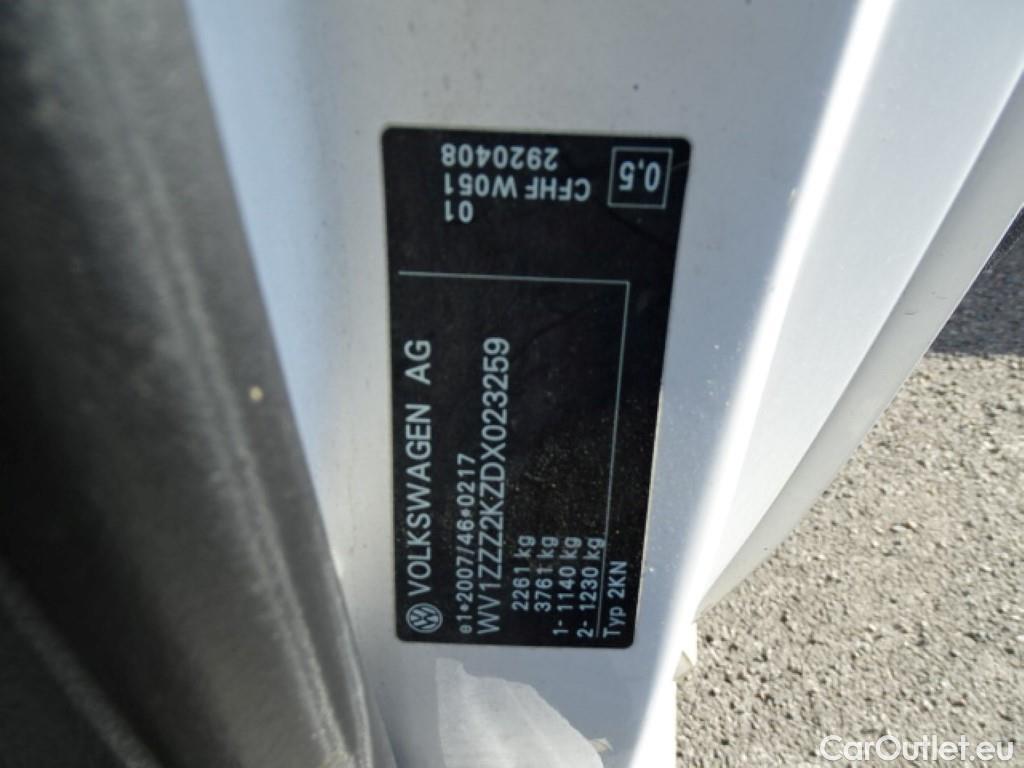 VOLKSWAGEN AG
e1*2007/46*0217
WV1ZZZ2KZDX023259
2261 kg
3761 kg
1- 1140 kg
2- 1230 kg
Typ 2KN
01
CFHF W051
2920408
0,5
CarOutlet.eu